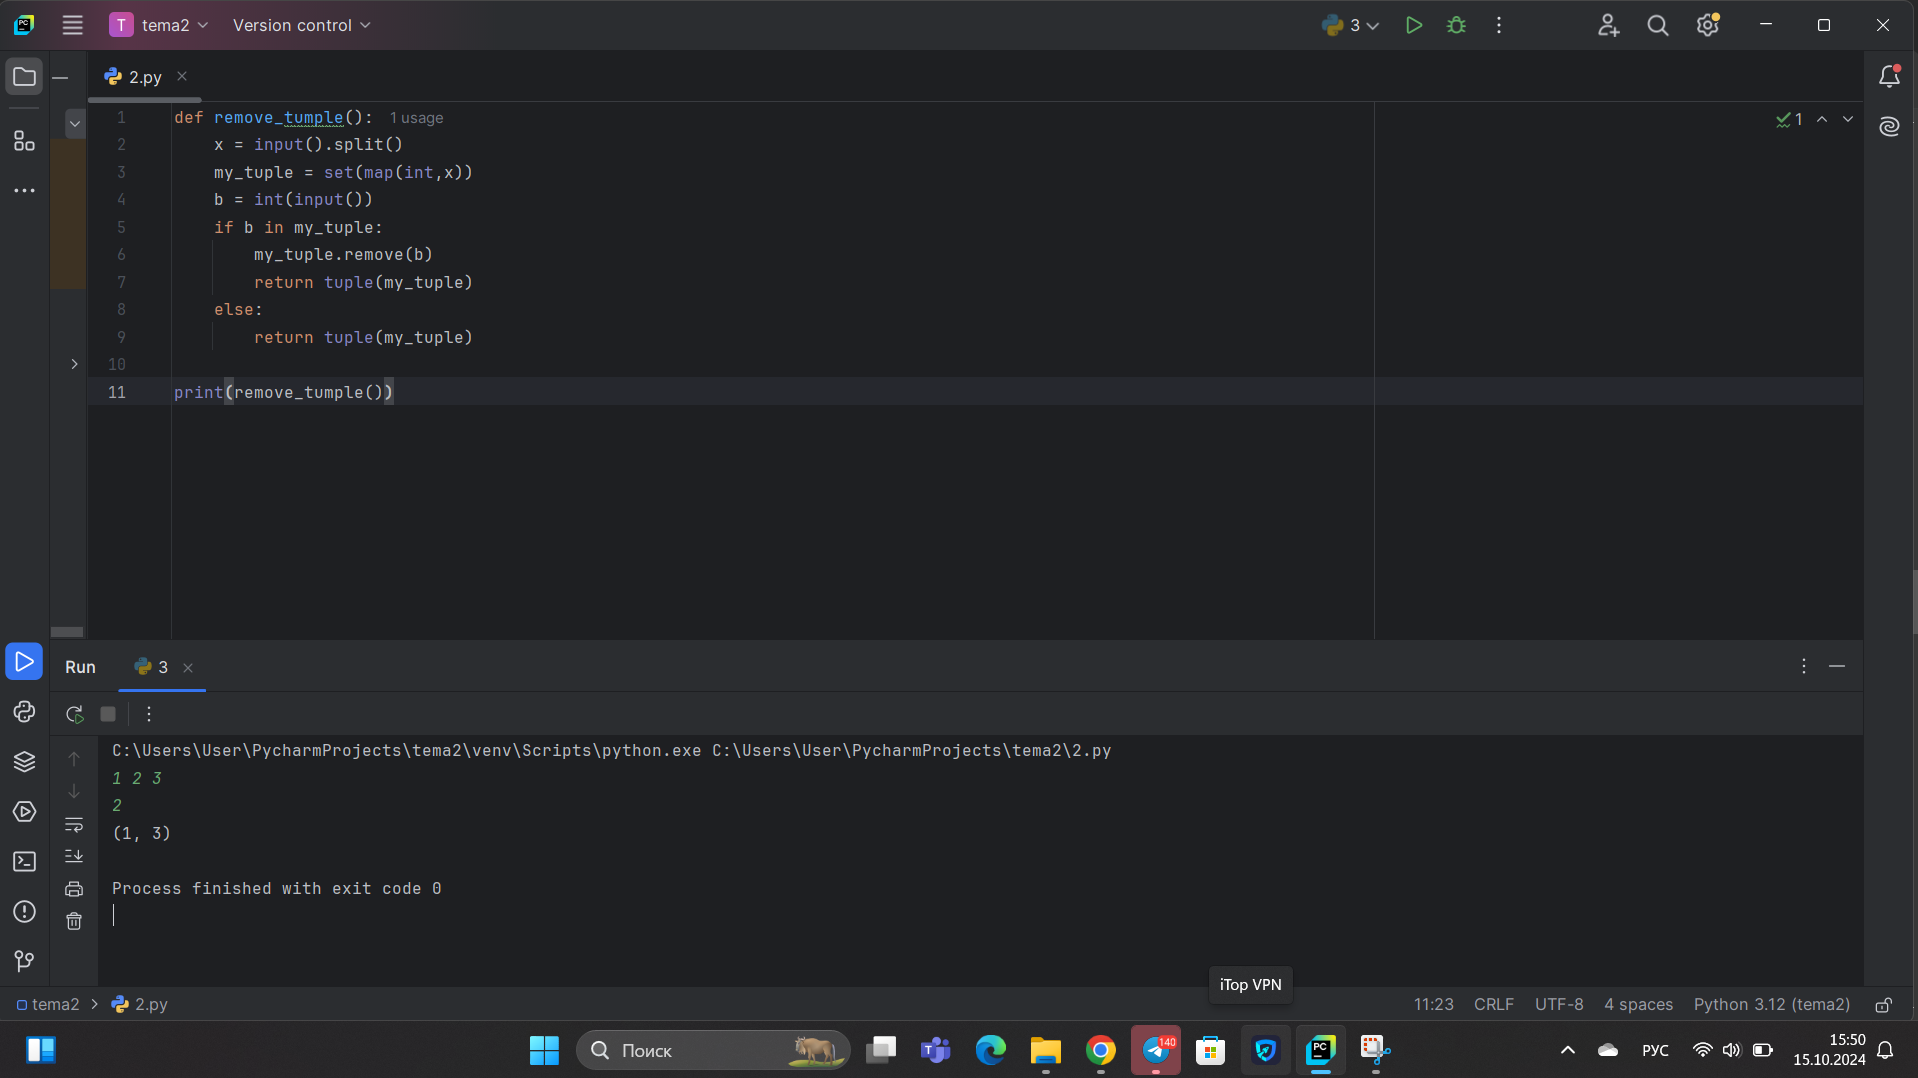 PC
T tema2 Version control 3
2.py
1 def remove_tumple(): 1 usage
2 x = input().split()
3 my_tuple = set(map(int,x))
4 b = int(input())
5 if b in my_tuple:
6 my_tuple.remove(b)
7 return tuple(my_tuple)
8 else:
9 return tuple(my_tuple)
10
11 print(remove_tumple())
1
Run 3
C:\Users\User\PycharmProjects\tema2\venv\Scripts\python.exe C:\Users\User\PycharmProjects\tema2\2.py
1 2 3
2
(1, 3)
Process finished with exit code 0
iTop VPN
tema2 > 2.py 11:23 CRLF UTF-8 4 spaces Python 3.12 (tema2)
Поиск
T
140
PC
РУС
15:50
15.10.2024